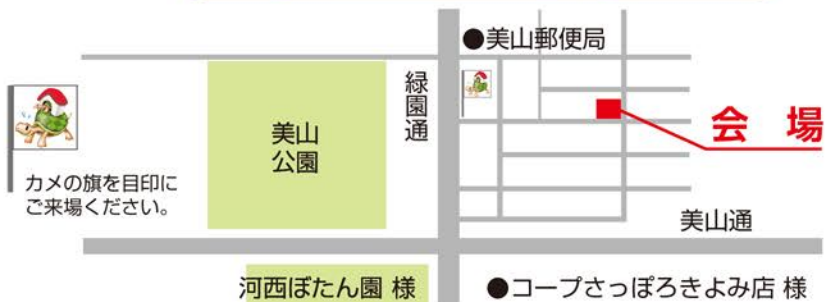 ●美山郵便局
緑園通
美山
公園
会 場
カメの旗を目印に
ご来場ください。
美山通
河西ぼたん園 様
●コープさっぽろきよみ店 様